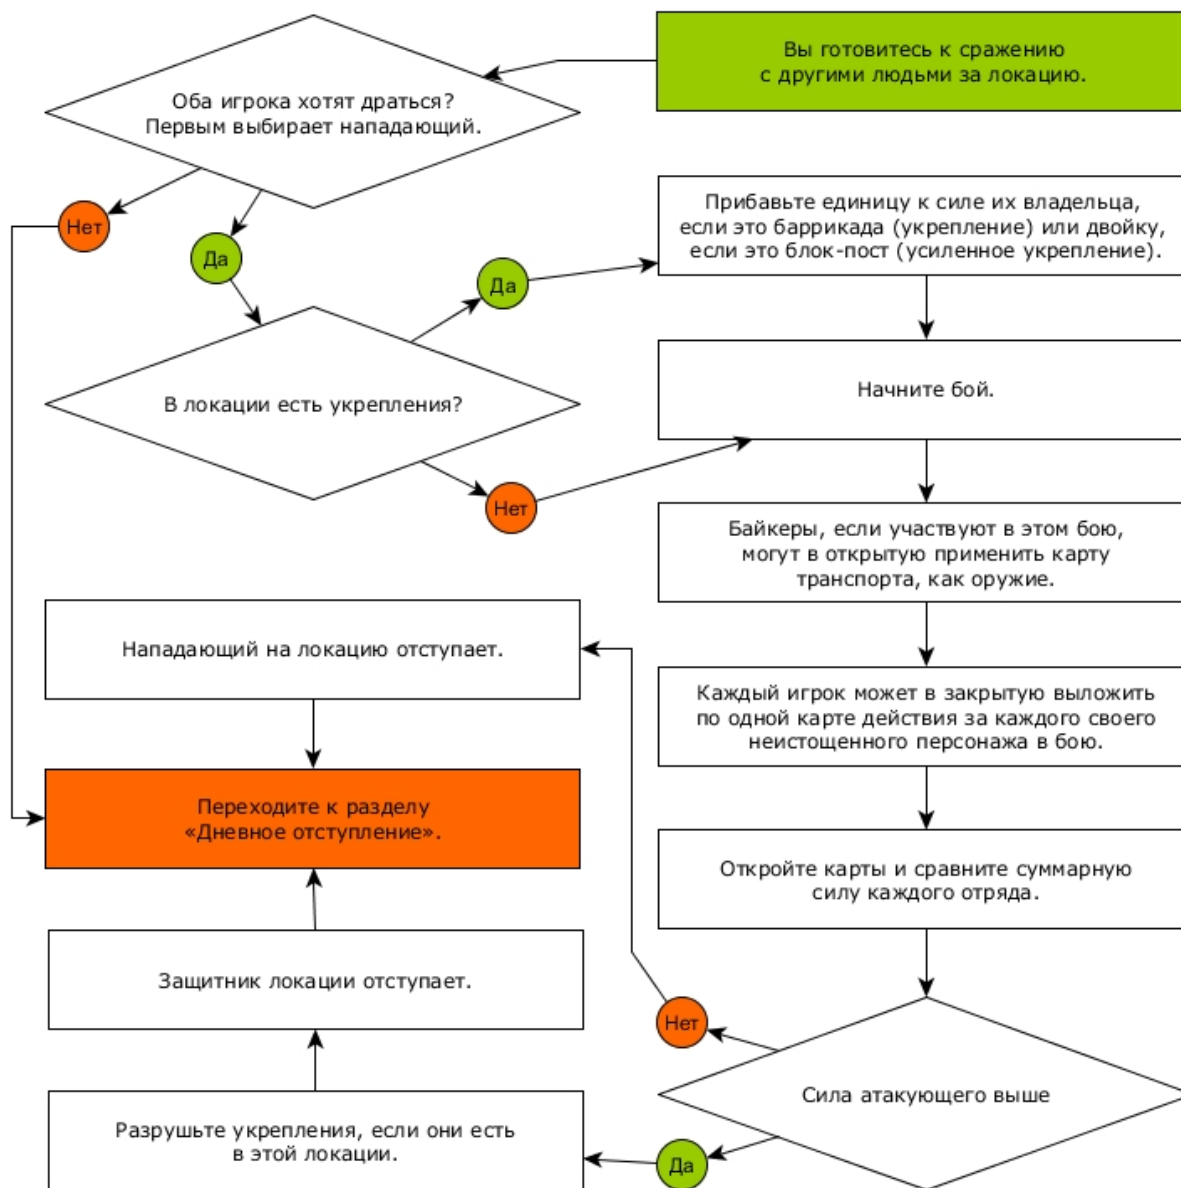 Вы готовитесь к сражению
с другими людьми за локацию.
Оба игрока хотят драться?
Первым выбирает нападающий.
Нет
Да
Прибавьте единицу к силе их владельца,
если это баррикада (укрепление) или двойку,
если это блок-пост (усиленное укрепление).
Да
В локации есть укрепления?
Начните бой.
Нет
Байкеры, если участвуют в этом бою,
могут в открытую применить карту
транспорта, как оружие.
Нападающий на локацию отступает.
Каждый игрок может в закрытую выложить
по одной карте действия за каждого своего
неистощенного персонажа в бою.
Переходите к разделу
«Дневное отступление».
Откройте карты и сравните суммарную
силу каждого отряда.
Защитник локации отступает.
Нет
Сила атакующего выше
Разрушьте укрепления, если они есть
в этой локации.
Да